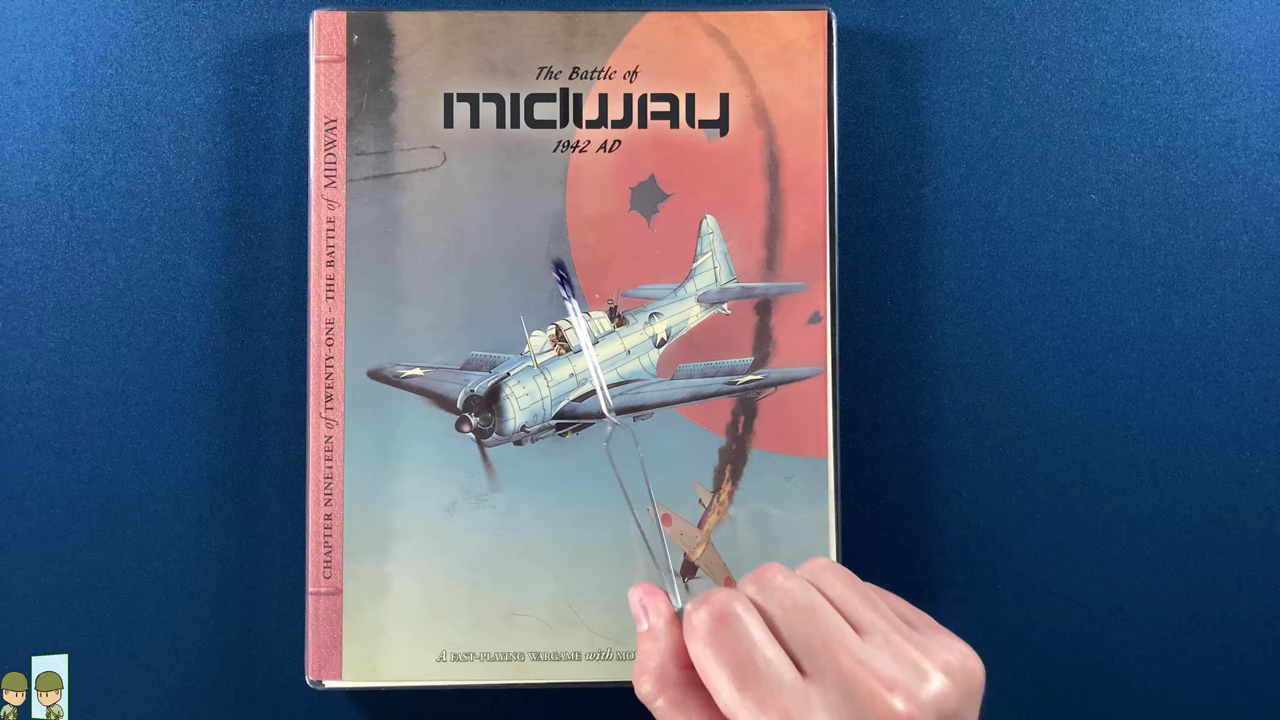 The Battle of
MIDWAY
1942 AD
CHAPTER NINETEEN of TWENTY-ONE - THE BATTLE of MIDWAY
A FAST-PLAYING WARGAME with